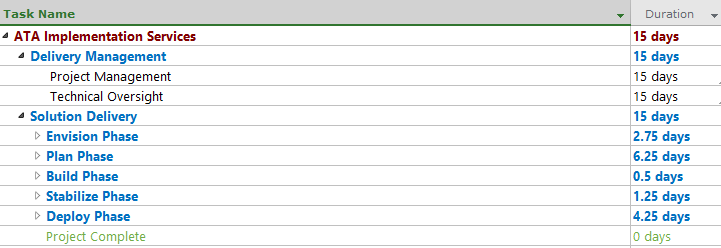 Task Name Duration
ATA Implementation Services 15 days
Delivery Management 15 days
Project Management 15 days
Technical Oversight 15 days
Solution Delivery 15 days
Envision Phase 2.75 days
Plan Phase 6.25 days
Build Phase 0.5 days
Stabilize Phase 1.25 days
Deploy Phase 4.25 days
Project Complete 0 days